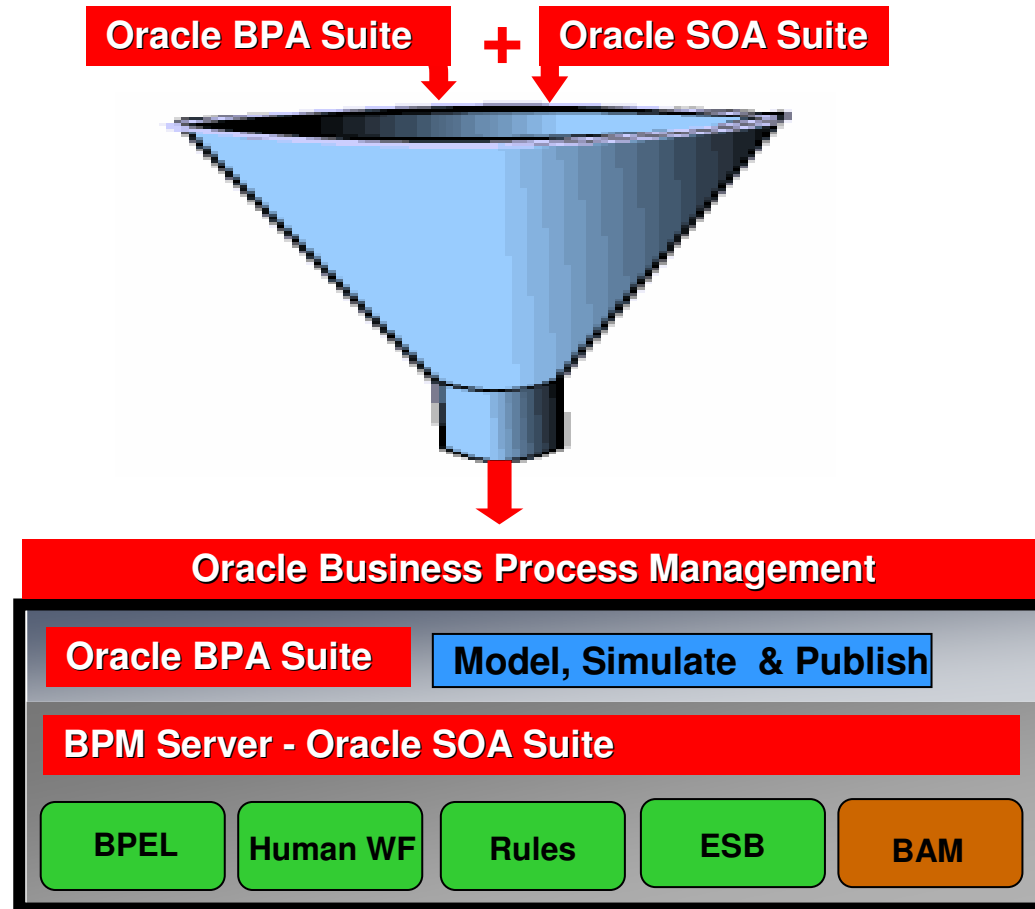 Oracle BPA Suite + Oracle SOA Suite
Oracle Business Process Management
Oracle BPA Suite Model, Simulate & Publish
BPM Server - Oracle SOA Suite
BPEL Human WF Rules ESB BAM